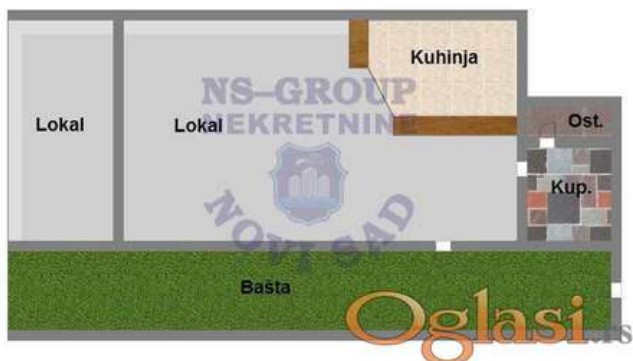 Kuhinja
NS-GROUP
NEKRETNINE
Lokal
Lokal
Ost.
Kup.
NOVI SAD
Bašta
Oglasi.rs